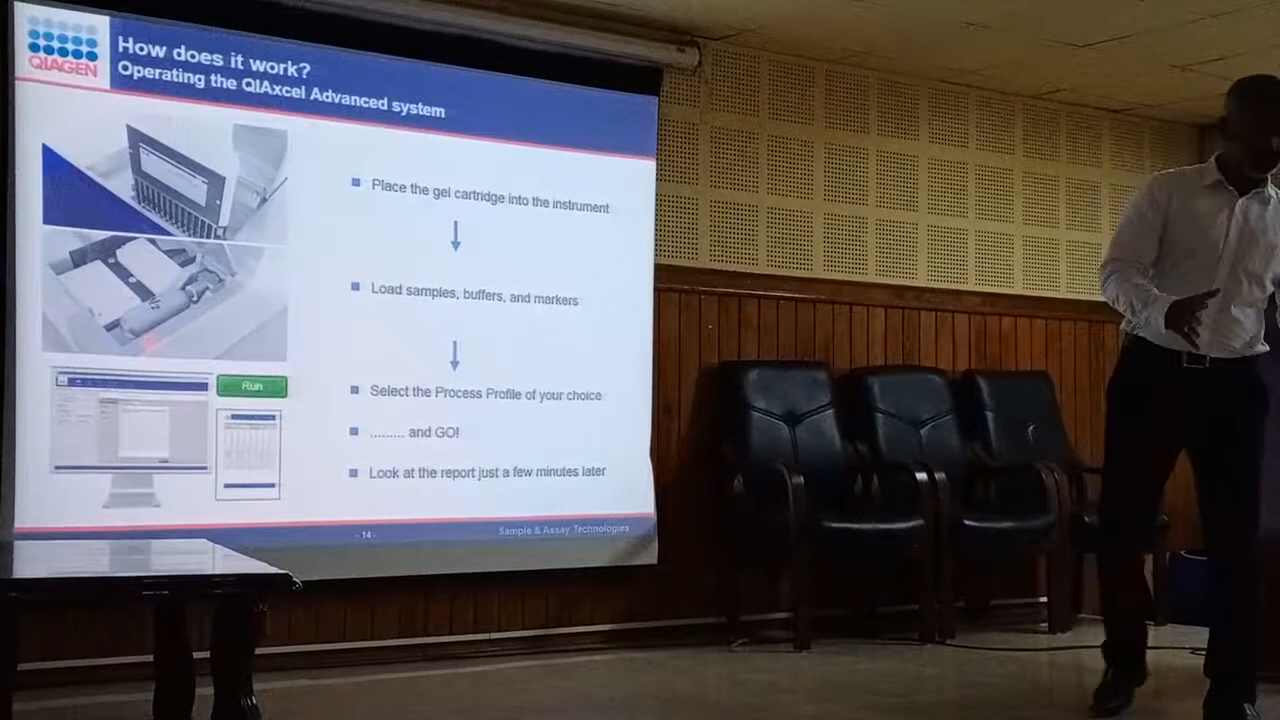 QIAGEN
How does it work?
Operating the QIAxcel Advanced system
Place the gel cartridge into the instrument
Load samples, buffers, and markers
Run
Select the Process Profile of your choice
......... and GO!
Look at the report just a few minutes later
- 14 -
Sample & Assay Technologies